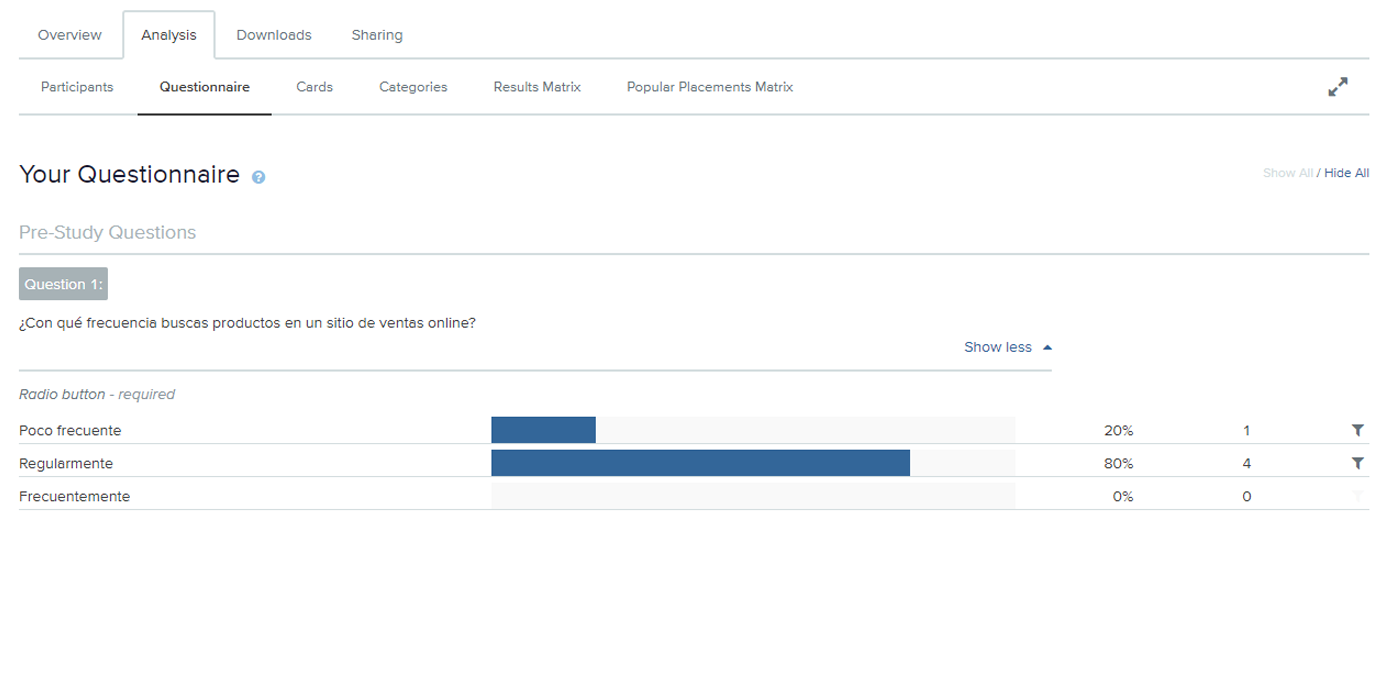 Overview Analysis Downloads Sharing
Participants Questionnaire Cards Categories Results Matrix Popular Placements Matrix
Your Questionnaire ?
Show All / Hide All
Pre-Study Questions
Question 1:
¿Con qué frecuencia buscas productos en un sitio de ventas online?
Show less
Radio button - required
Poco frecuente 20% 1
Regularmente 80% 4
Frecuentemente 0% 0